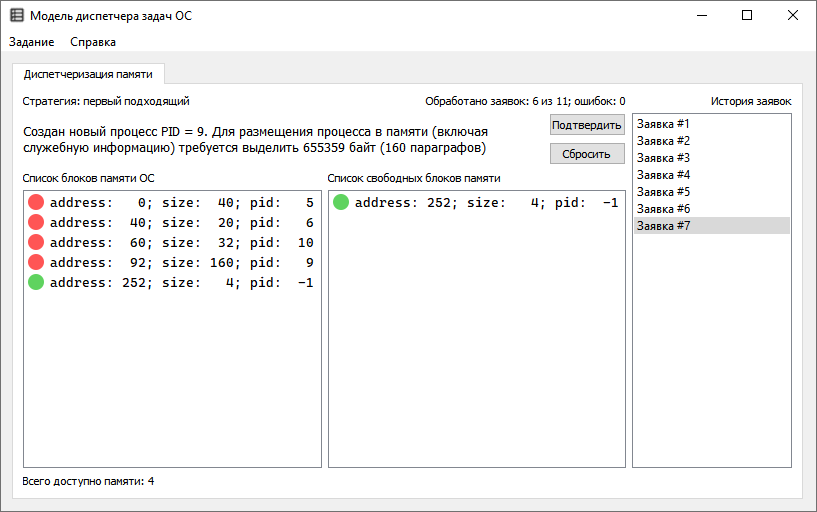 Модель диспетчера задач ОС
Задание Справка
Диспетчеризация памяти
Стратегия: первый подходящий
Обработано заявок: 6 из 11; ошибок: 0
История заявок
Создан новый процесс PID = 9. Для размещения процесса в памяти (включая
служебную информацию) требуется выделить 655359 байт (160 параграфов)
Подтвердить
Сбросить
Список блоков памяти ОС
address:   0; size:  40; pid:   5
address:  40; size:  20; pid:   6
address:  60; size:  32; pid:  10
address:  92; size: 160; pid:   9
address: 252; size:   4; pid:  -1
Список свободных блоков памяти
address: 252; size:   4; pid:  -1
Заявка #1
Заявка #2
Заявка #3
Заявка #4
Заявка #5
Заявка #6
Заявка #7
Всего доступно памяти: 4